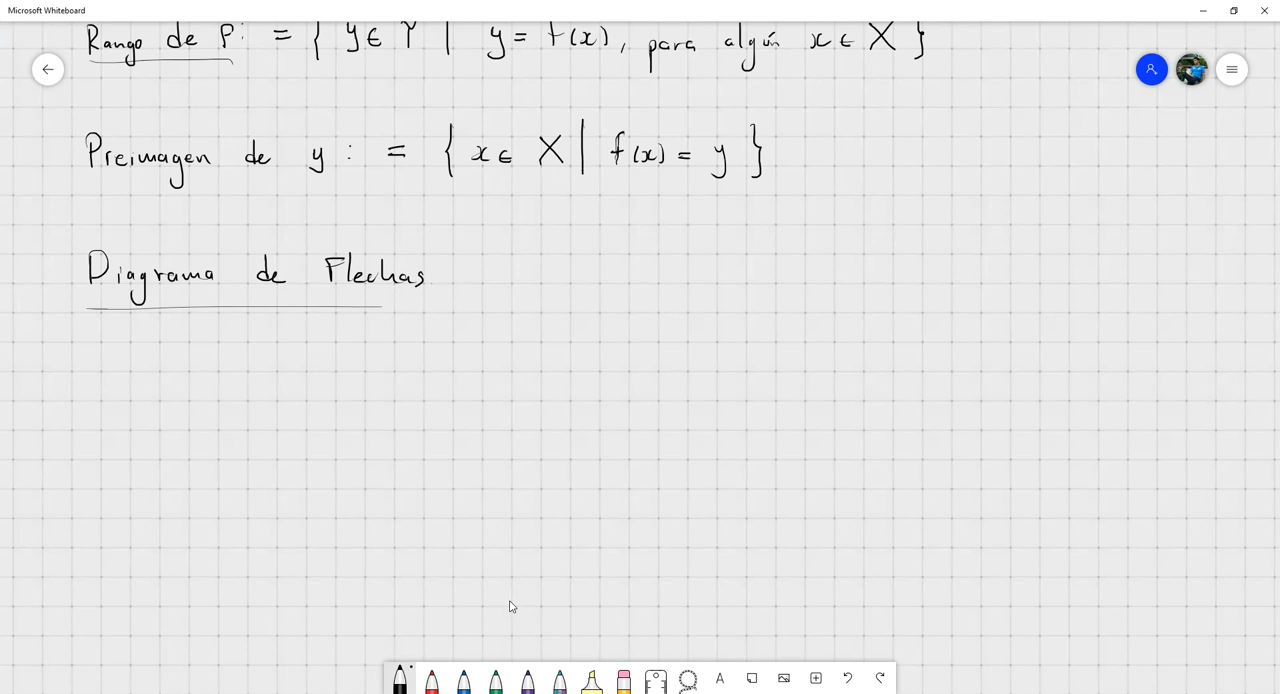 Microsoft Whiteboard
Rango de f: = { y ∈ Y | y = f(x), para algún x ∈ X }
Preimagen de y : = { x ∈ X | f(x) = y }
Diagrama de Flechas
A